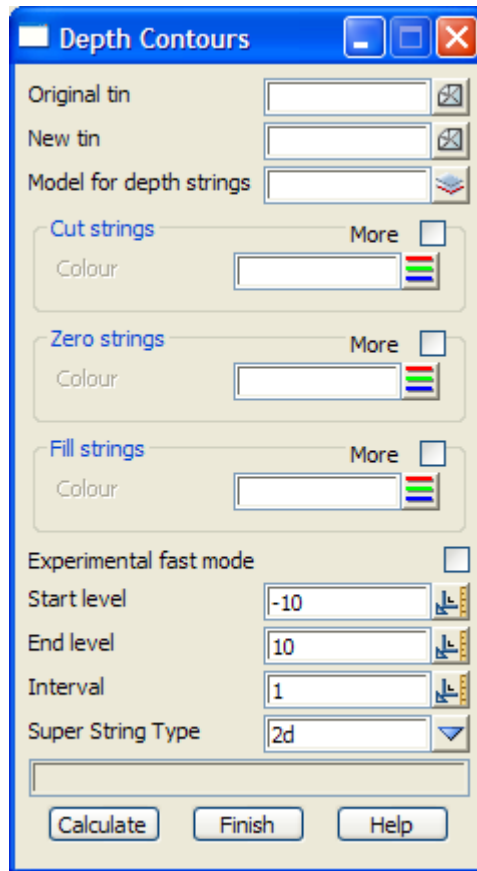 Depth Contours
Original tin
New tin
Model for depth strings
Cut strings More
Colour
Zero strings More
Colour
Fill strings More
Colour
Experimental fast mode
Start level -10
End level 10
Interval 1
Super String Type 2d
Calculate Finish Help